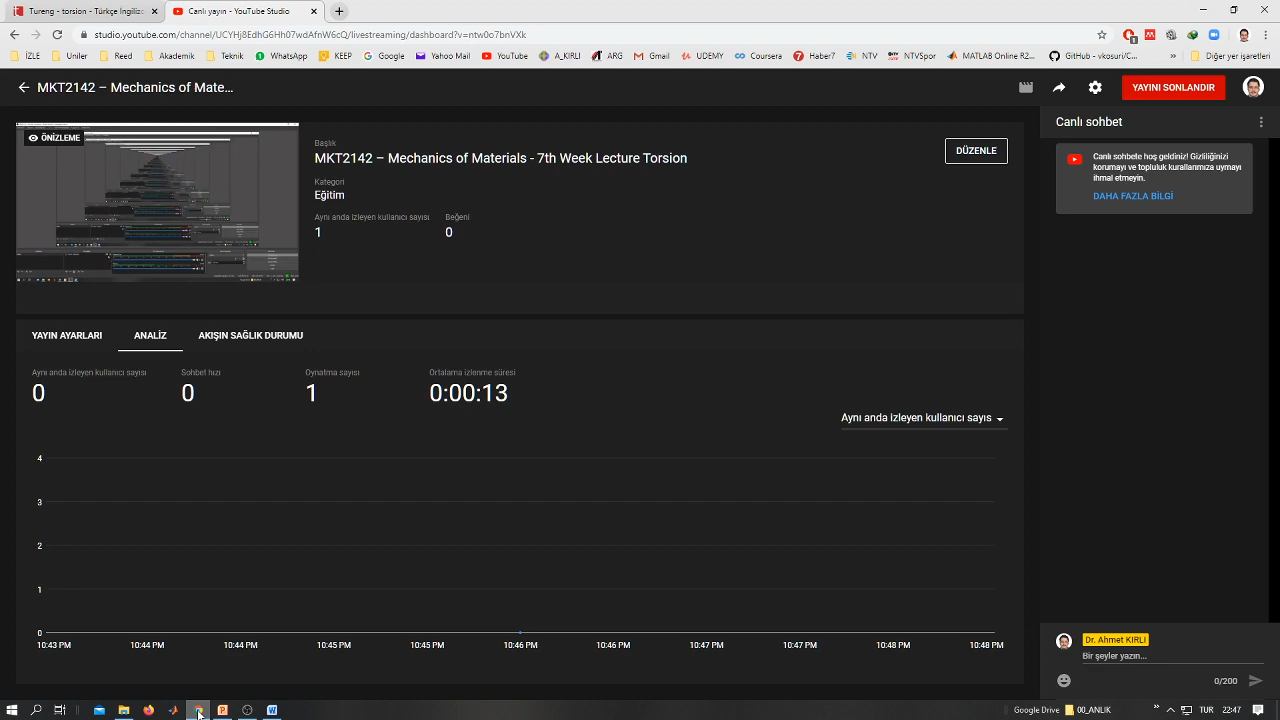 Tureng - torsion - Türkçe İngilizc
Canlı yayın - YouTube Studio
studio.youtube.com/channel/UCYHj8EdhG6Hh07wdAfnW6cQ/livestreaming/dashboard?v=ntw0o7bnVXk
İZLE
Ünlen
Read
Akademik
Teknik
WhatsApp
KEEP
Google
Yahoo Mail
YouTube
A_KIRLI
ARG
Gmail
UDEMY
Coursera
Haber7
NTV
NTVSpor
MATLAB Online R2...
GitHub - vkosuri/C...
»
Diğer yer işaretleri
MKT2142 – Mechanics of Mate...
YAYINI SONLANDIR
ÖNİZLEME
Başlık
MKT2142 – Mechanics of Materials - 7th Week Lecture Torsion
Kategori
Eğitim
Aynı anda izleyen kullanıcı sayısı Beğeni
1 0
DÜZENLE
Canlı sohbet
Canlı sohbete hoş geldiniz! Gizliliğinizi
korumayı ve topluluk kurallarımıza uymayı
ihmal etmeyin.
DAHA FAZLA BİLGİ
YAYIN AYARLARI ANALİZ AKIŞIN SAĞLIK DURUMU
Aynı anda izleyen kullanıcı sayısı Sohbet hızı Oynatma sayısı Ortalama izlenme süresi
0 0 1 0:00:13
Aynı anda izleyen kullanıcı sayıs
4
3
2
1
0
10:43 PM 10:44 PM 10:44 PM 10:45 PM 10:45 PM 10:46 PM 10:46 PM 10:47 PM 10:47 PM 10:48 PM 10:48 PM
Dr. Ahmet KIRLI
Bir şeyler yazın...
0/200
Google Drive 00_ANLIK » TUR 22:47